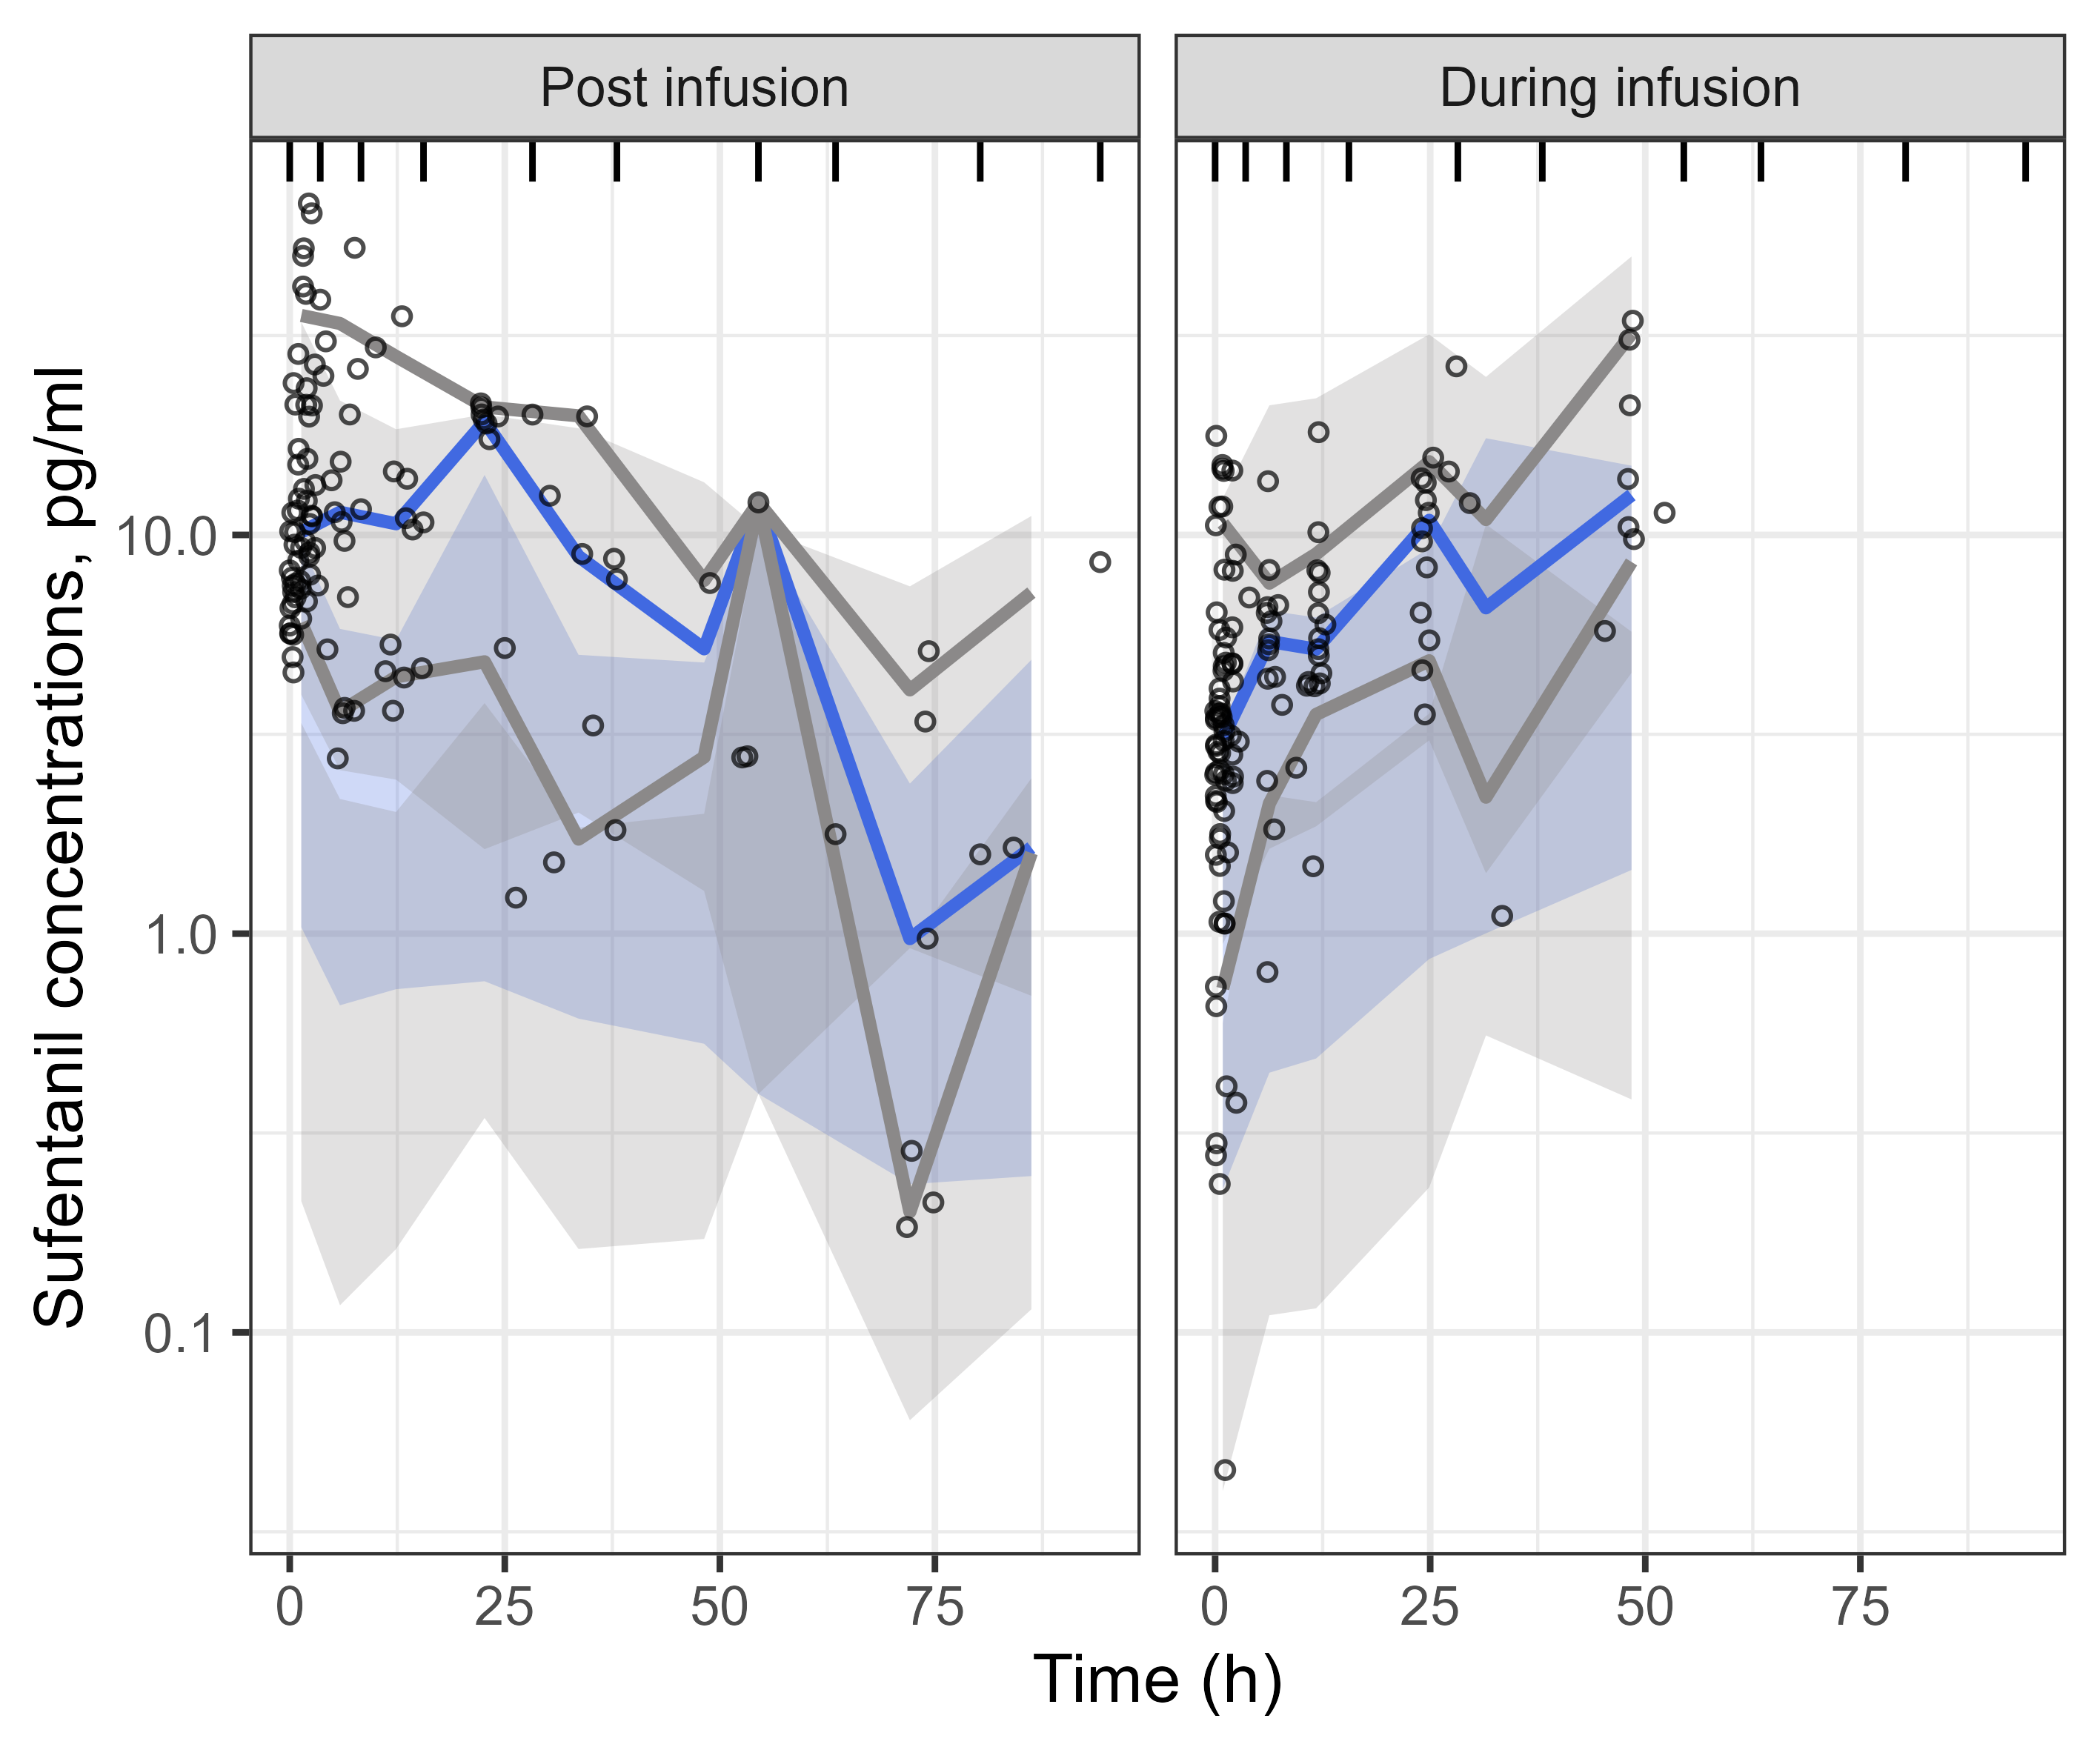 Post infusion
During infusion
Sufentanil concentrations, pg/ml
10.0
1.0
0.1
0 25 50 75
0 25 50 75
Time (h)